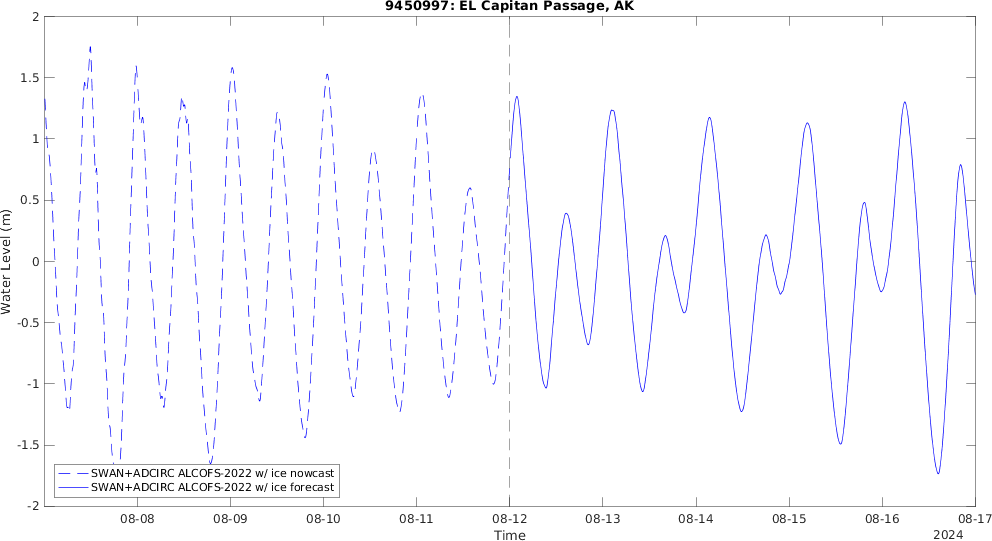 9450997: EL Capitan Passage, AK
Water Level (m)
2
1.5
1
0.5
0
-0.5
-1
-1.5
-2
SWAN+ADCIRC ALCOFS-2022 w/ ice nowcast
SWAN+ADCIRC ALCOFS-2022 w/ ice forecast
08-08 08-09 08-10 08-11 08-12 08-13 08-14 08-15 08-16 08-17
Time
2024